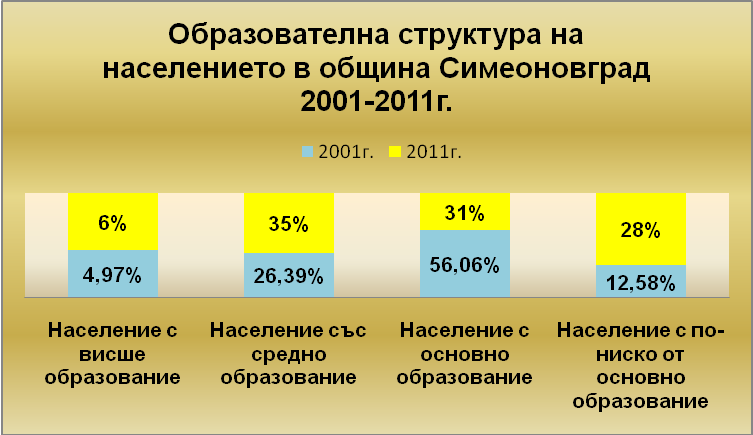 Образователна структура на
населението в община Симеоновград
2001-2011г.
2001г. 2011г.
6% 35% 31% 28%
4,97% 26,39% 56,06% 12,58%
Население с
висше
образование
Население със
средно
образование
Население с
основно
образование
Население с по-
ниско от
основно
образование